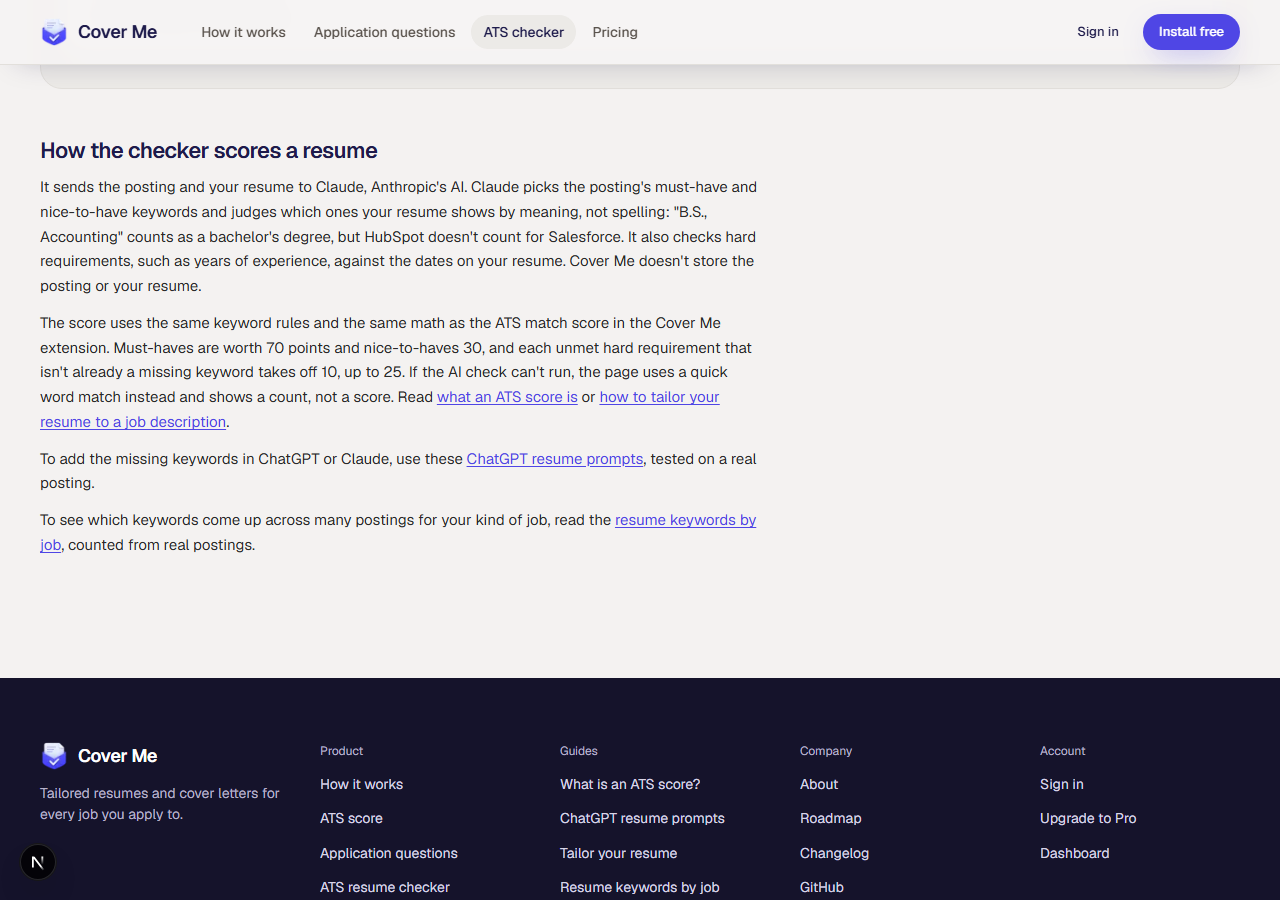 Cover Me How it works Application questions ATS checker Pricing Sign in Install free
How the checker scores a resume
It sends the posting and your resume to Claude, Anthropic's AI. Claude picks the posting's must-have and
nice-to-have keywords and judges which ones your resume shows by meaning, not spelling: "B.S.,
Accounting" counts as a bachelor's degree, but HubSpot doesn't count for Salesforce. It also checks hard
requirements, such as years of experience, against the dates on your resume. Cover Me doesn't store the
posting or your resume.
The score uses the same keyword rules and the same math as the ATS match score in the Cover Me
extension. Must-haves are worth 70 points and nice-to-haves 30, and each unmet hard requirement that
isn't already a missing keyword takes off 10, up to 25. If the AI check can't run, the page uses a quick
word match instead and shows a count, not a score. Read what an ATS score is or how to tailor your
resume to a job description.
To add the missing keywords in ChatGPT or Claude, use these ChatGPT resume prompts, tested on a real
posting.
To see which keywords come up across many postings for your kind of job, read the resume keywords by
job, counted from real postings.
Cover Me
Tailored resumes and cover letters for
every job you apply to.
N
Product
How it works
ATS score
Application questions
ATS resume checker
Guides
What is an ATS score?
ChatGPT resume prompts
Tailor your resume
Resume keywords by job
Company
About
Roadmap
Changelog
GitHub
Account
Sign in
Upgrade to Pro
Dashboard